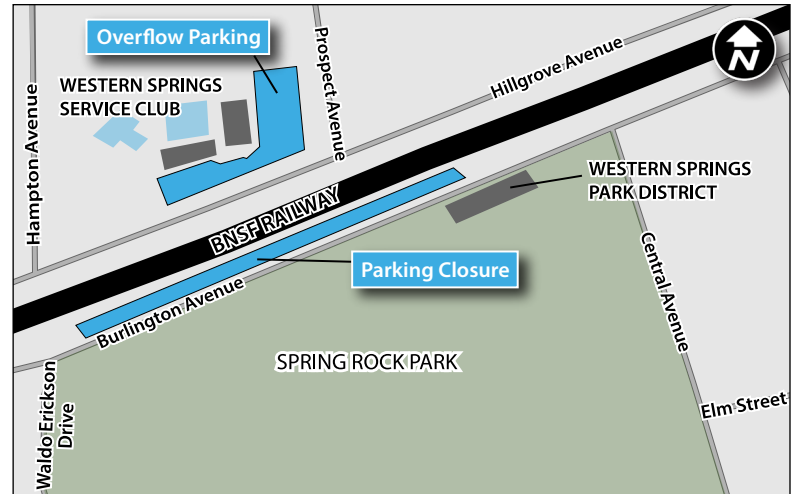 Overflow Parking
WESTERN SPRINGS
SERVICE CLUB
Hampton Avenue
Prospect Avenue
Hillgrove Avenue
N
BNSF RAILWAY
WESTERN SPRINGS
PARK DISTRICT
Parking Closure
Burlington Avenue
Central Avenue
SPRING ROCK PARK
Waldo Erickson
Drive
Elm Street